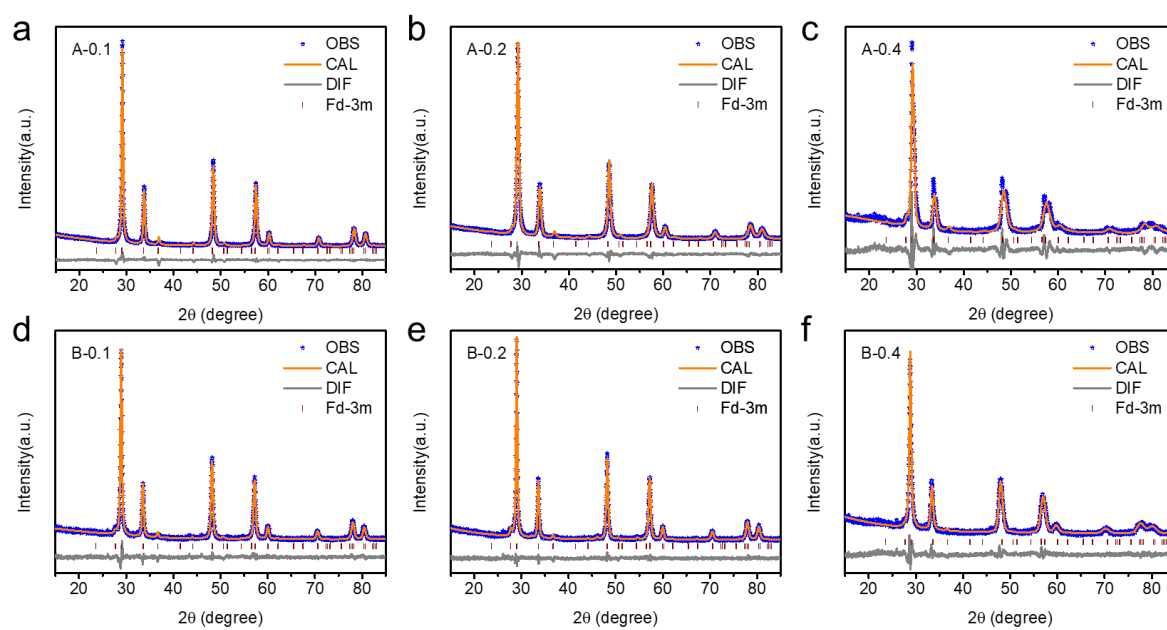 a
A-0.1
OBS
CAL
DIF
Fd-3m
Intensity(a.u.)
20 30 40 50 60 70 80
2θ (degree)
b
A-0.2
OBS
CAL
DIF
Fd-3m
Intensity(a.u.)
20 30 40 50 60 70 80
2θ (degree)
c
A-0.4
OBS
CAL
DIF
Fd-3m
Intensity(a.u.)
20 30 40 50 60 70 80
2θ (degree)
d
B-0.1
OBS
CAL
DIF
Fd-3m
Intensity(a.u.)
20 30 40 50 60 70 80
2θ (degree)
e
B-0.2
OBS
CAL
DIF
Fd-3m
Intensity(a.u.)
20 30 40 50 60 70 80
2θ (degree)
f
B-0.4
OBS
CAL
DIF
Fd-3m
Intensity(a.u.)
20 30 40 50 60 70 80
2θ (degree)